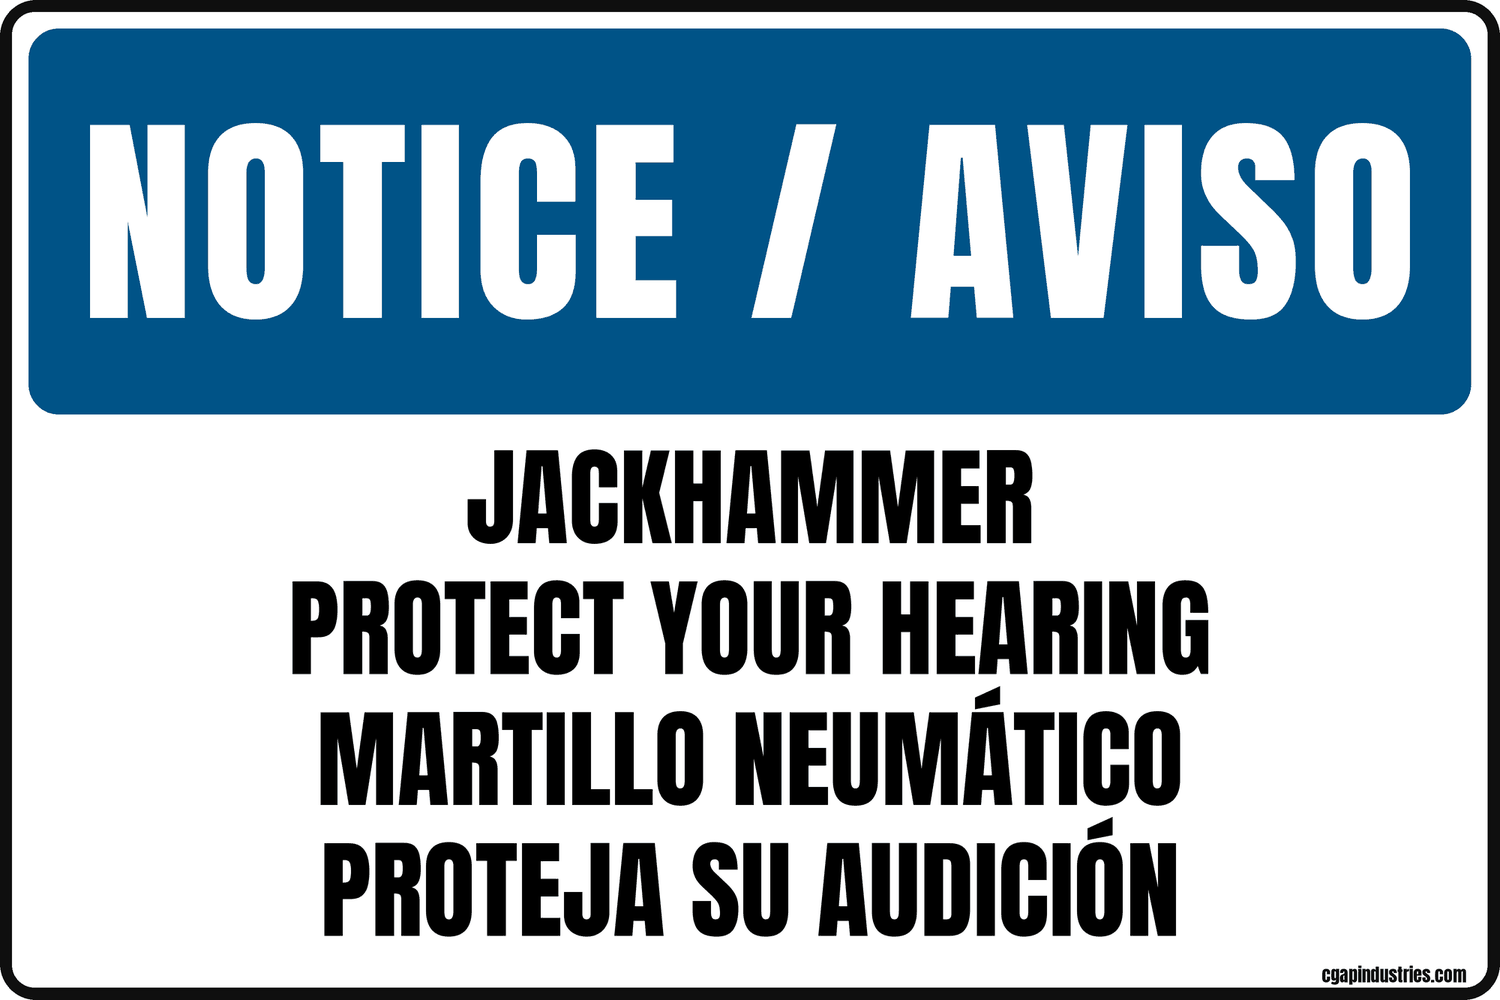 NOTICE / AVISO
JACKHAMMER
PROTECT YOUR HEARING
MARTILLO NEUMÁTICO
PROTEJA SU AUDICIÓN
cgapindustries.com